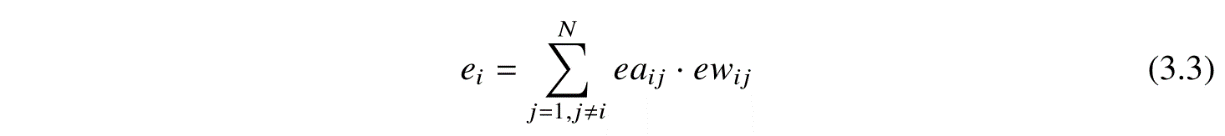 e_i = \sum_{j=1, j \neq i}^{N} ea_{ij} \cdot ew_{ij} (3.3)